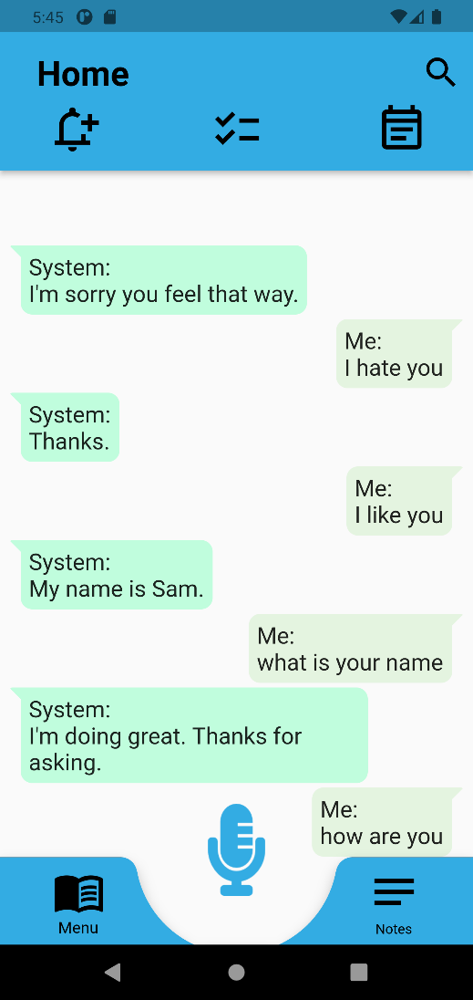 5:45
Home
System:
I'm sorry you feel that way.
Me:
I hate you
System:
Thanks.
Me:
I like you
System:
My name is Sam.
Me:
what is your name
System:
I'm doing great. Thanks for
asking.
Me:
how are you
Menu
Notes